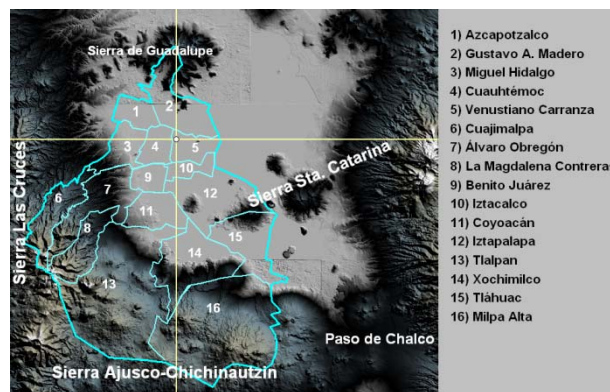 Sierra de Guadalupe
1
2
3
4
5
6
7
8
9
10
11
12
13
14
15
16
Sierra Las Cruces
Sierra Sta. Catarina
Paso de Chalco
Sierra Ajusco-Chichinautzin
1) Azcapotzalco
2) Gustavo A. Madero
3) Miguel Hidalgo
4) Cuauhtémoc
5) Venustiano Carranza
6) Cuajimalpa
7) Álvaro Obregón
8) La Magdalena Contrera
9) Benito Juárez
10) Iztacalco
11) Coyoacán
12) Iztapalapa
13) Tlalpan
14) Xochimilco
15) Tláhuac
16) Milpa Alta